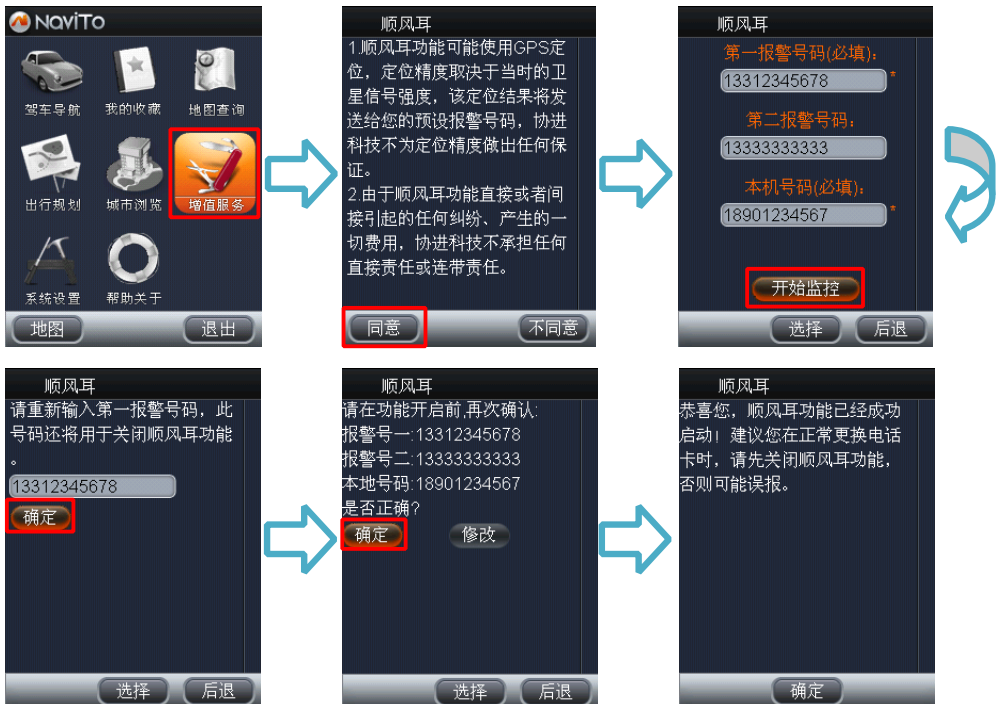 NaviTo
驾车导航 我的收藏 地图查询
出行规划 城市浏览 增值服务
系统设置 帮助关于
地图 退出
顺风耳
1.顺风耳功能可能使用GPS定
位，定位精度取决于当时的卫
星信号强度，该定位结果将发
送给您的预设报警号码，协进
科技不为定位精度做出任何保
证。
2.由于顺风耳功能直接或者间
接引起的任何纠纷、产生的一
切费用，协进科技不承担任何
直接责任或连带责任。
同意 不同意
顺风耳
第一报警号码(必填)：
13312345678 *
第二报警号码：
13333333333
本机号码(必填)：
18901234567 *
开始监控
选择 后退
顺风耳
请重新输入第一报警号码，此
号码还将用于关闭顺风耳功能
。
13312345678
确定
选择 后退
顺风耳
请在功能开启前,再次确认:
报警号一:13312345678
报警号二:13333333333
本地号码:18901234567
是否正确?
确定 修改
选择 后退
顺风耳
恭喜您，顺风耳功能已经成功
启动！建议您在正常更换电话
卡时，请先关闭顺风耳功能，
否则可能误报。
确定